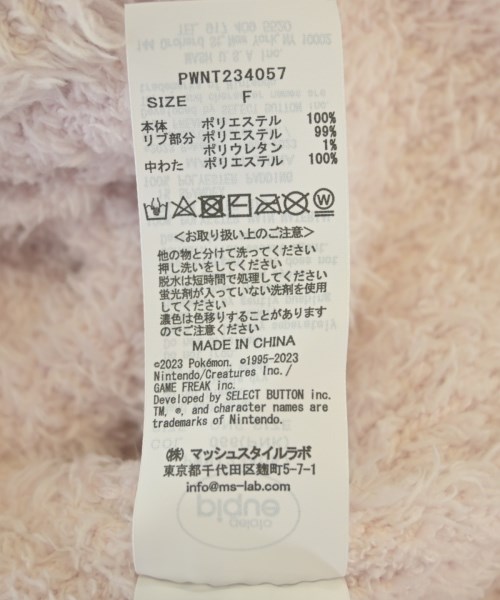 PWNT234057
SIZE F
本体 ポリエステル 100%
リブ部分 ポリエステル 99%
ポリウレタン 1%
中わた ポリエステル 100%
W
<お取り扱い上のご注意>
他の物と分けて洗ってください
押し洗いをしてください
脱水は短時間で処理してください
蛍光剤が入っていない洗剤を使用
してください
濃色は色移りすることがあります
のでご注意ください
MADE IN CHINA
©2023 Pokémon. ©1995-2023
Nintendo/Creatures Inc./
GAME FREAK inc.
Developed by SELECT BUTTON inc.
TM, ®, and character names are
trademarks of Nintendo.
(株) マッシュスタイルラボ
東京都千代田区麹町5-7-1
info@ms-lab.com